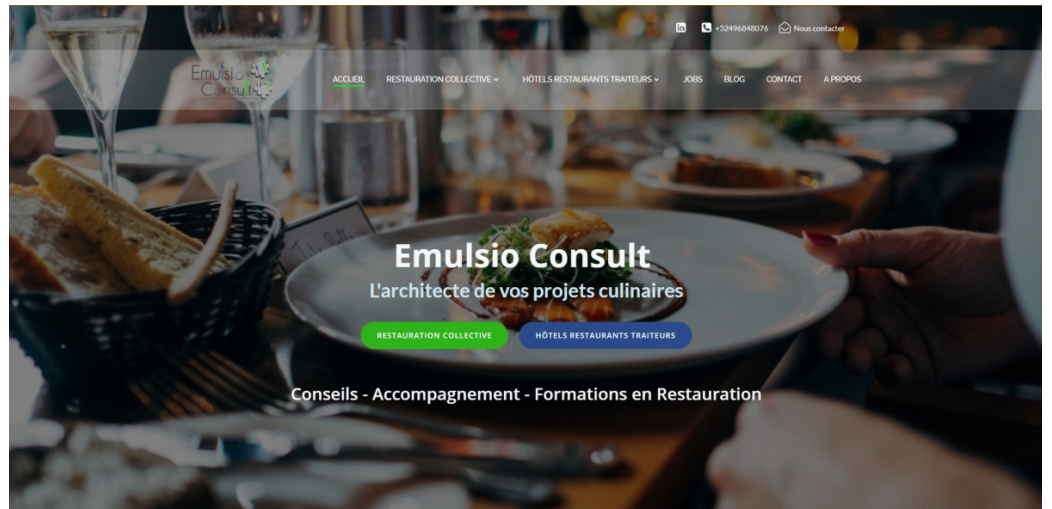 +32496848076 Nous contacter
Emulsio
Consult
ACCUEIL RESTAURATION COLLECTIVE HÔTELS RESTAURANTS TRAITEURS JOBS BLOG CONTACT A PROPOS
Emulsio Consult
L'architecte de vos projets culinaires
RESTAURATION COLLECTIVE HÔTELS RESTAURANTS TRAITEURS
Conseils - Accompagnement - Formations en Restauration